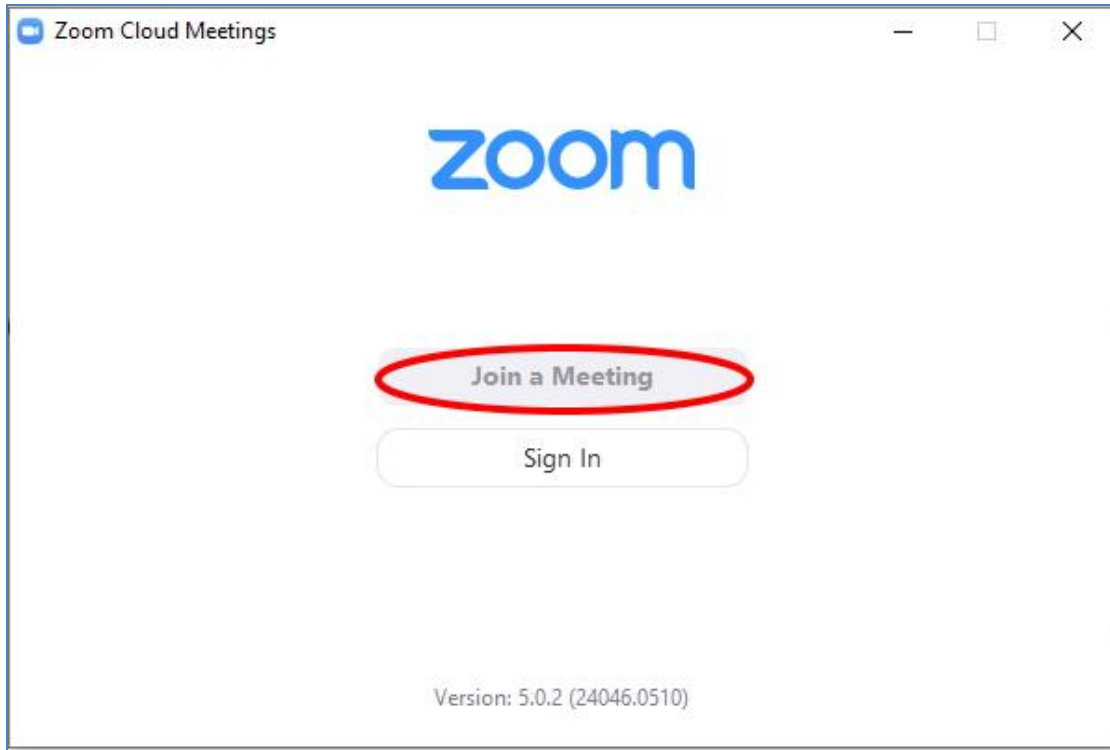 Zoom Cloud Meetings
zoom
Join a Meeting
Sign In
Version: 5.0.2 (24046.0510)